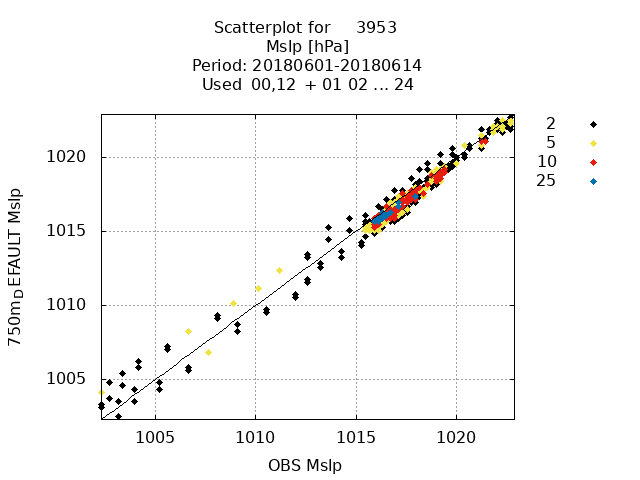 Scatterplot for 3953
Mslp [hPa]
Period: 20180601-20180614
Used 00,12 + 01 02 ... 24
2
5
10
25
1020
1015
1010
1005
750m_DEFAULT Mslp
1005 1010 1015 1020
OBS Mslp